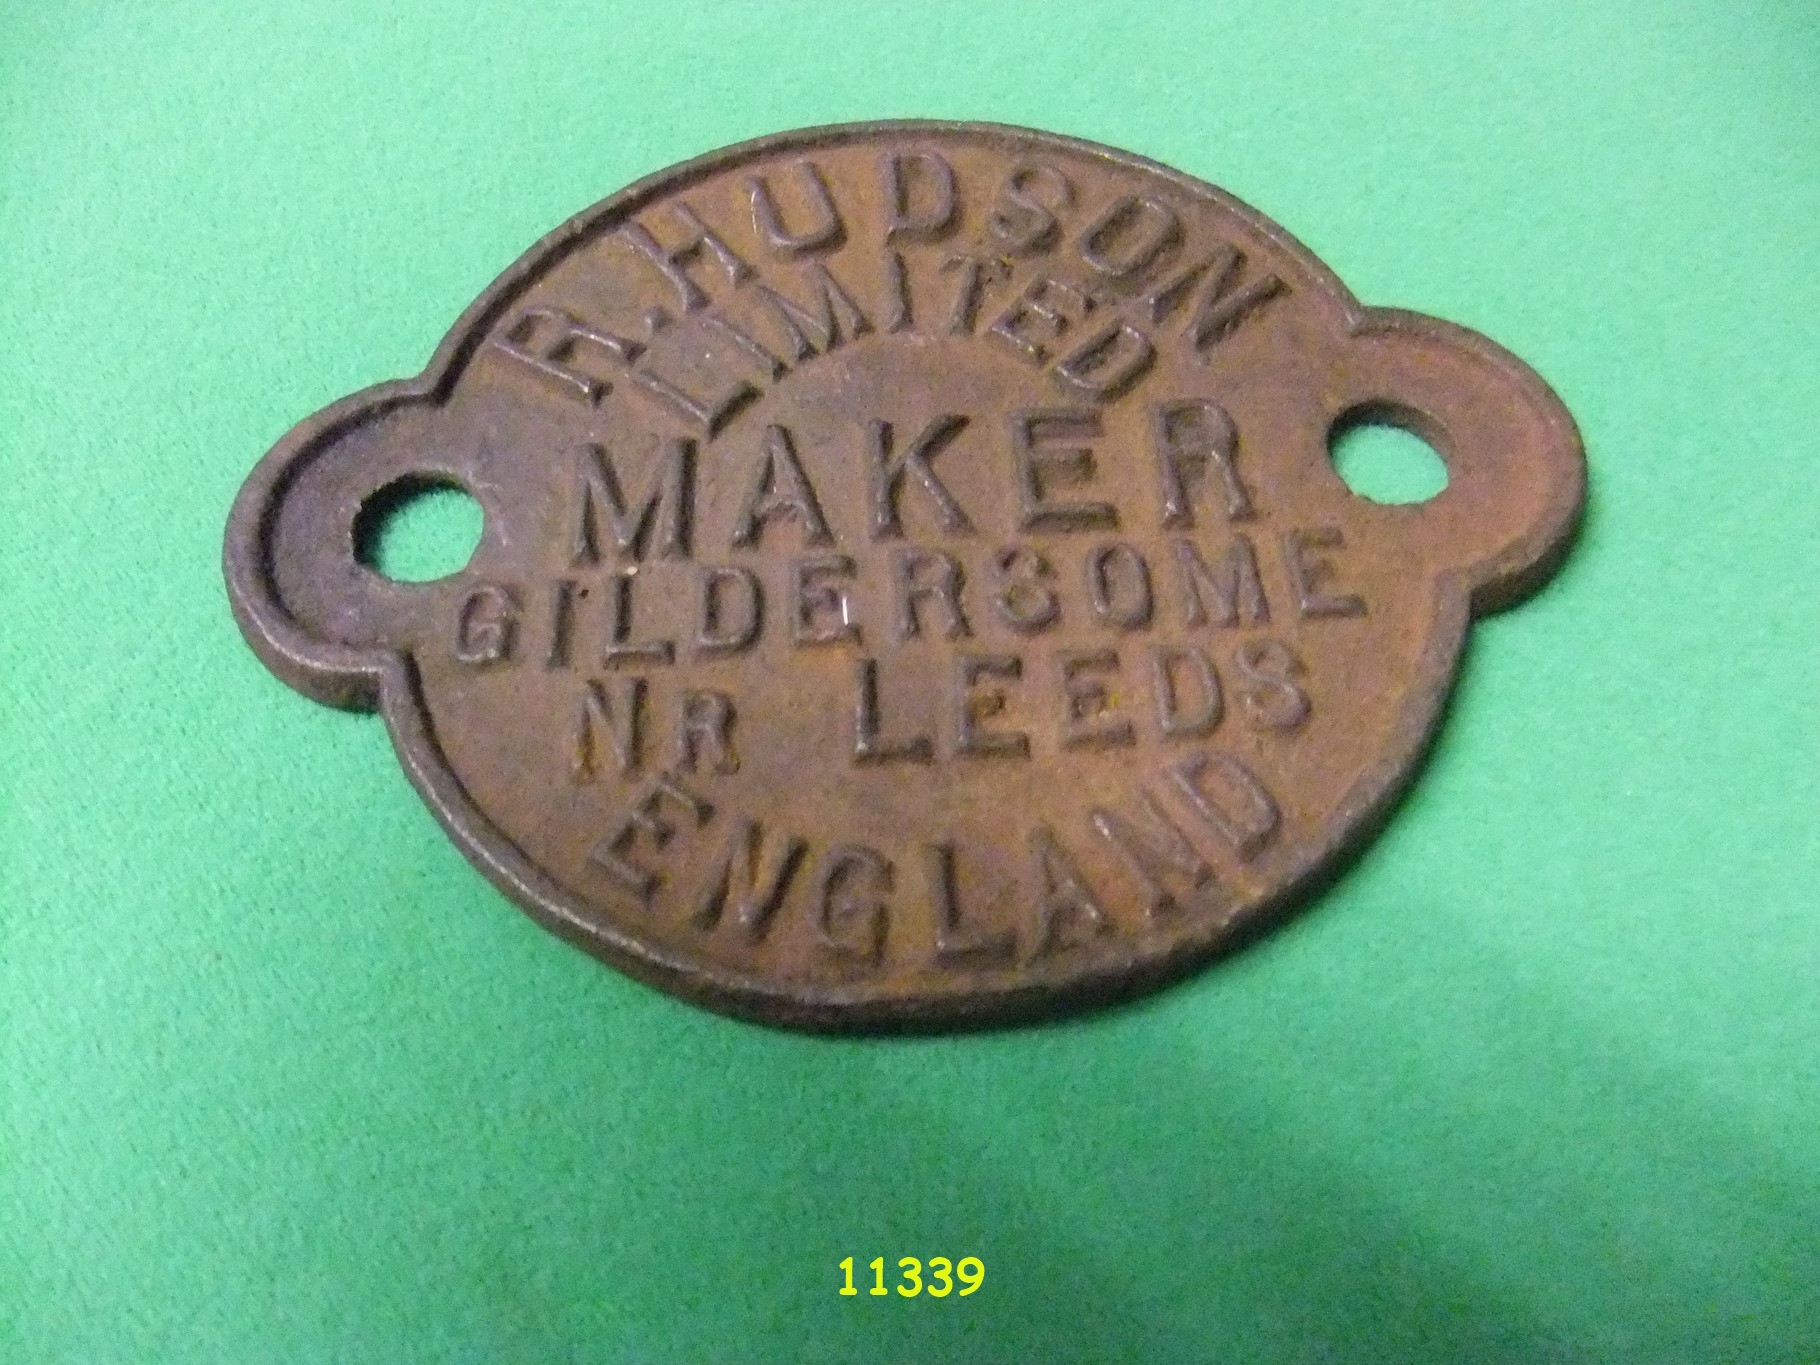 R. HUDSON
LIMITED
MAKER
GILDERSOME
NR LEEDS
ENGLAND
11339